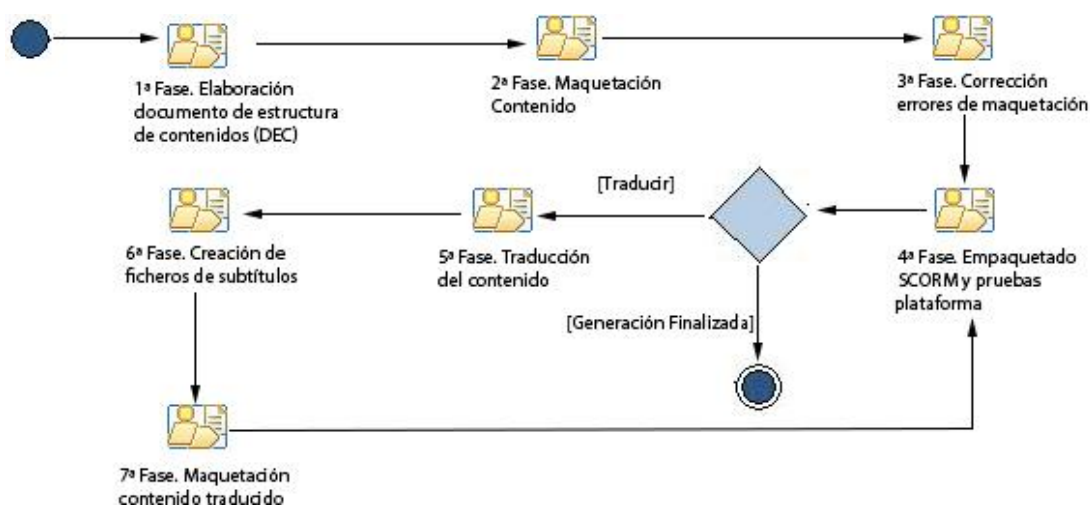 1ª Fase. Elaboración
documento de estructura
de contenidos (DEC)
2ª Fase. Maquetación
Contenido
3ª Fase. Corrección
errores de maquetación
[Traducir]
6ª Fase. Creación de
ficheros de subtítulos
5ª Fase. Traducción
del contenido
4ª Fase. Empaquetado
SCORM y pruebas
plataforma
[Generación Finalizada]
7ª Fase. Maquetación
contenido traducido